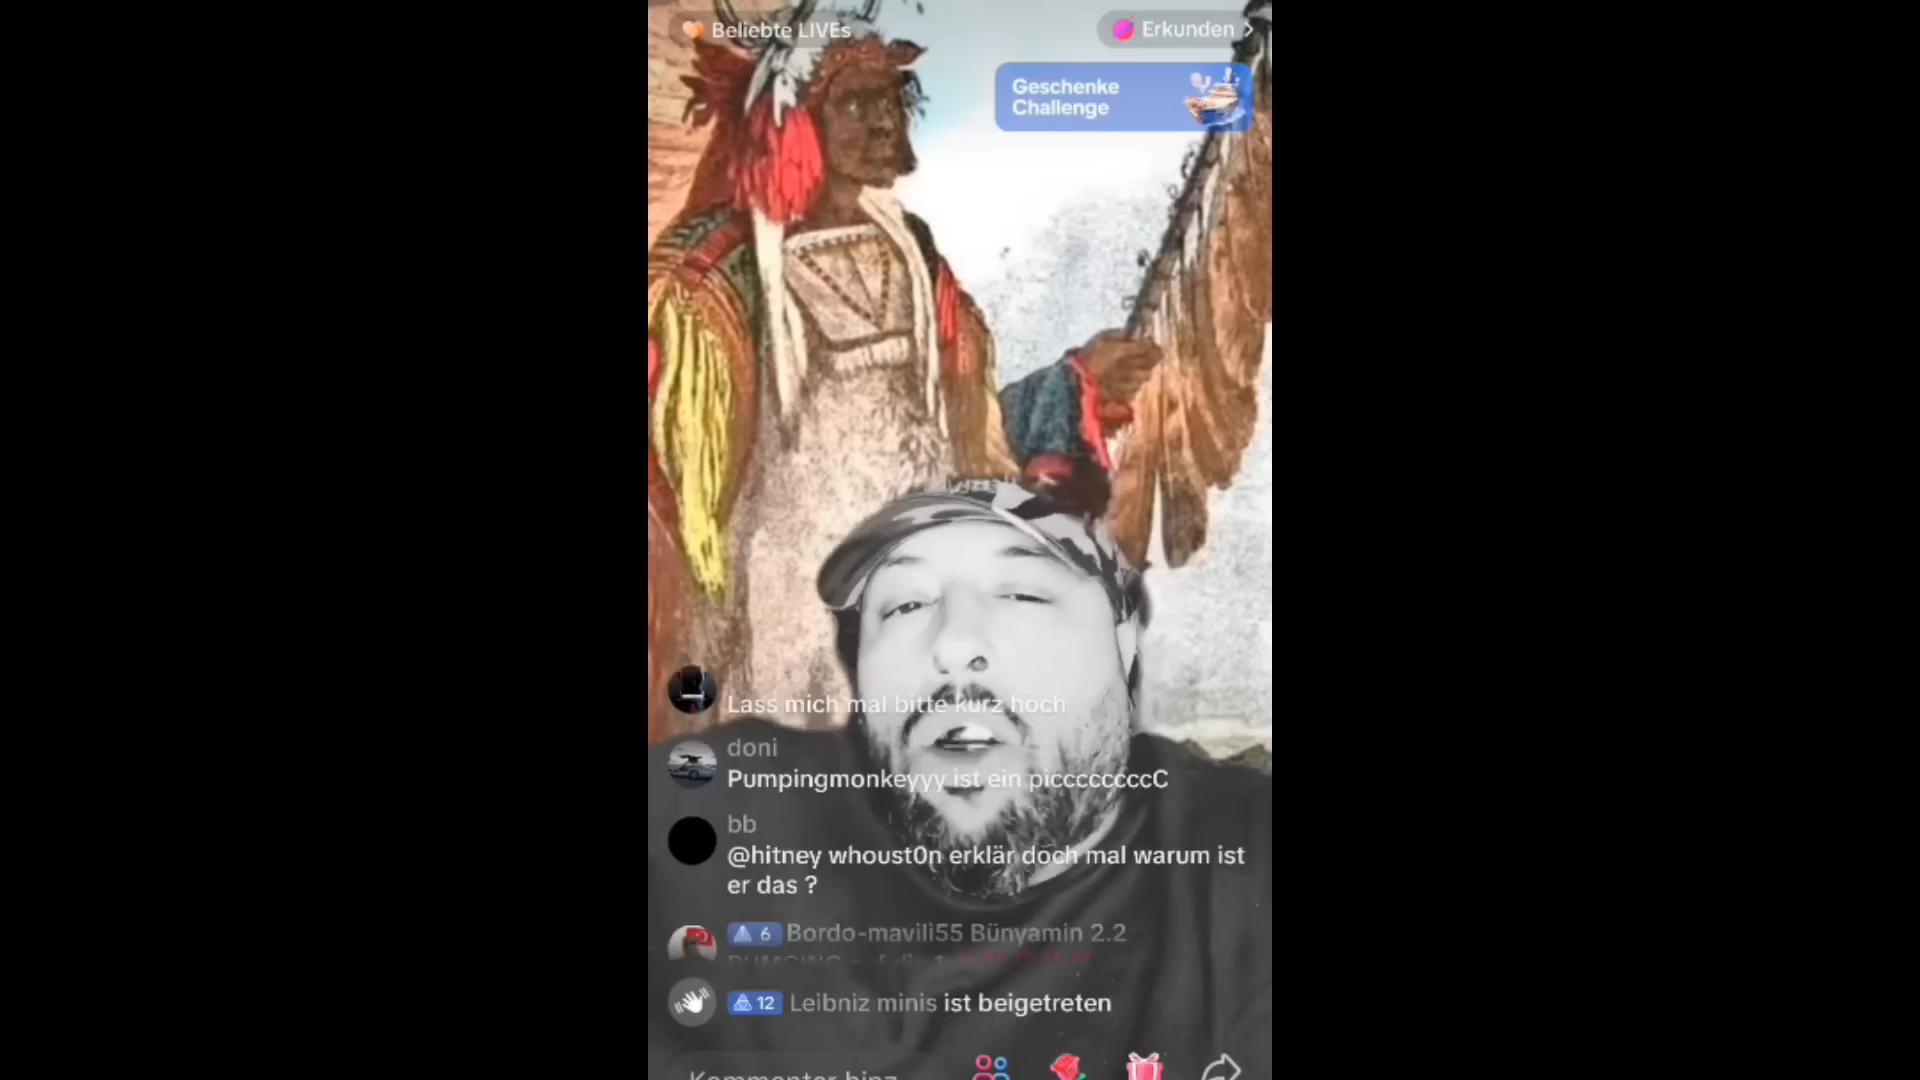 Beliebte LIVEs
Erkunden
Geschenke
Challenge
Lass mich mal bitte kurz hoch
doni
Pumpingmonkeyyy ist ein picccccccC
bb
@hitney whoust0n erklär doch mal warum ist
er das ?
6 Bordo-mavili55 Bünyamin 2.2
12 Leibniz minis ist beigetreten
Kommentar